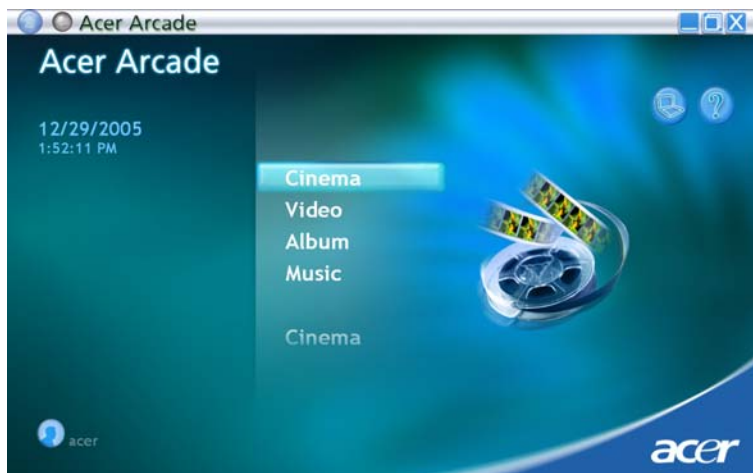 Acer Arcade
Acer Arcade
12/29/2005
1:52:11 PM
?
Cinema
Video
Album
Music
Cinema
acer
acer